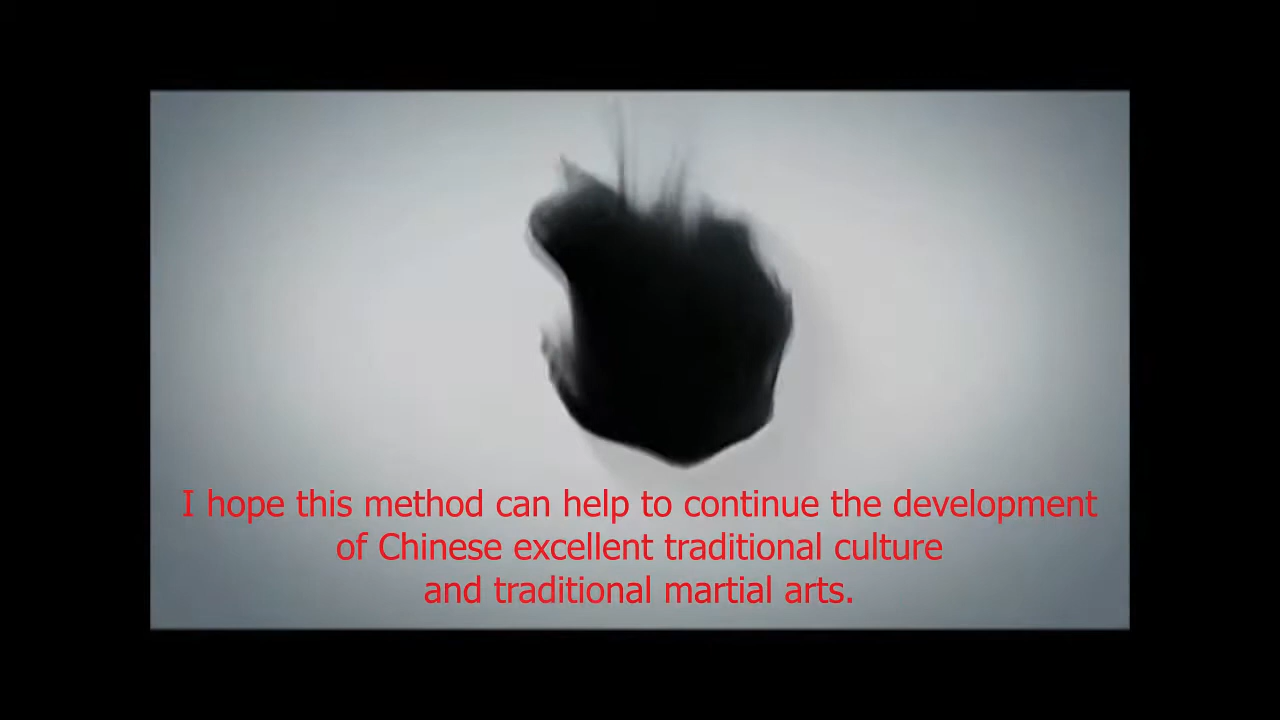 I hope this method can help to continue the development
of Chinese excellent traditional culture
and traditional martial arts.